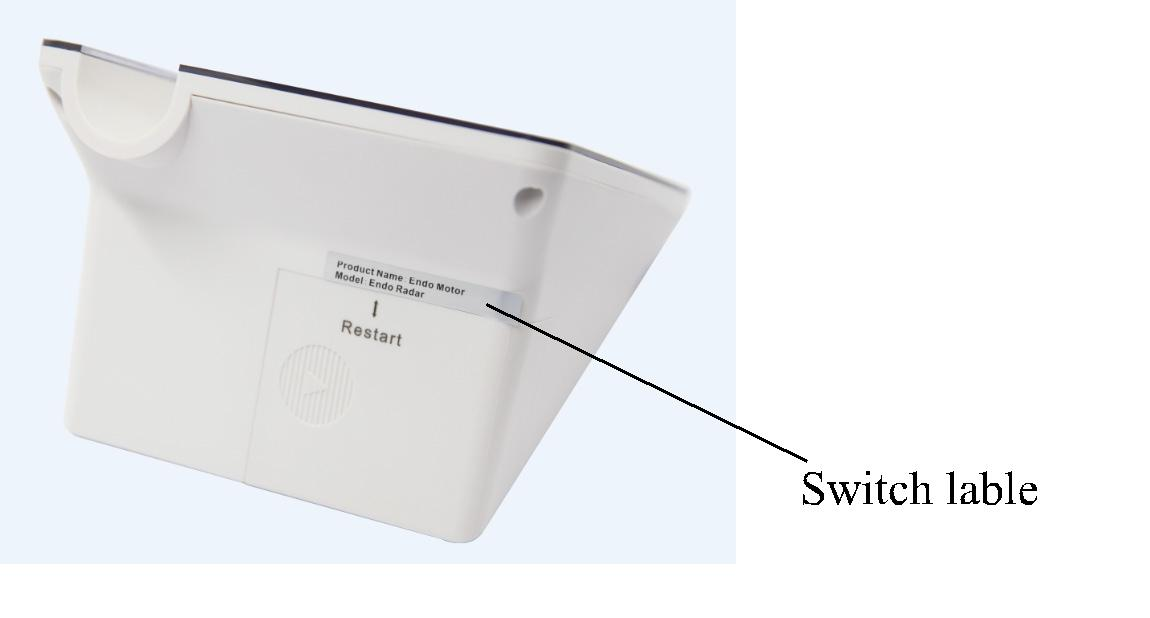 Product Name Endo Motor
Model Endo Radar
Restart
Switch lable